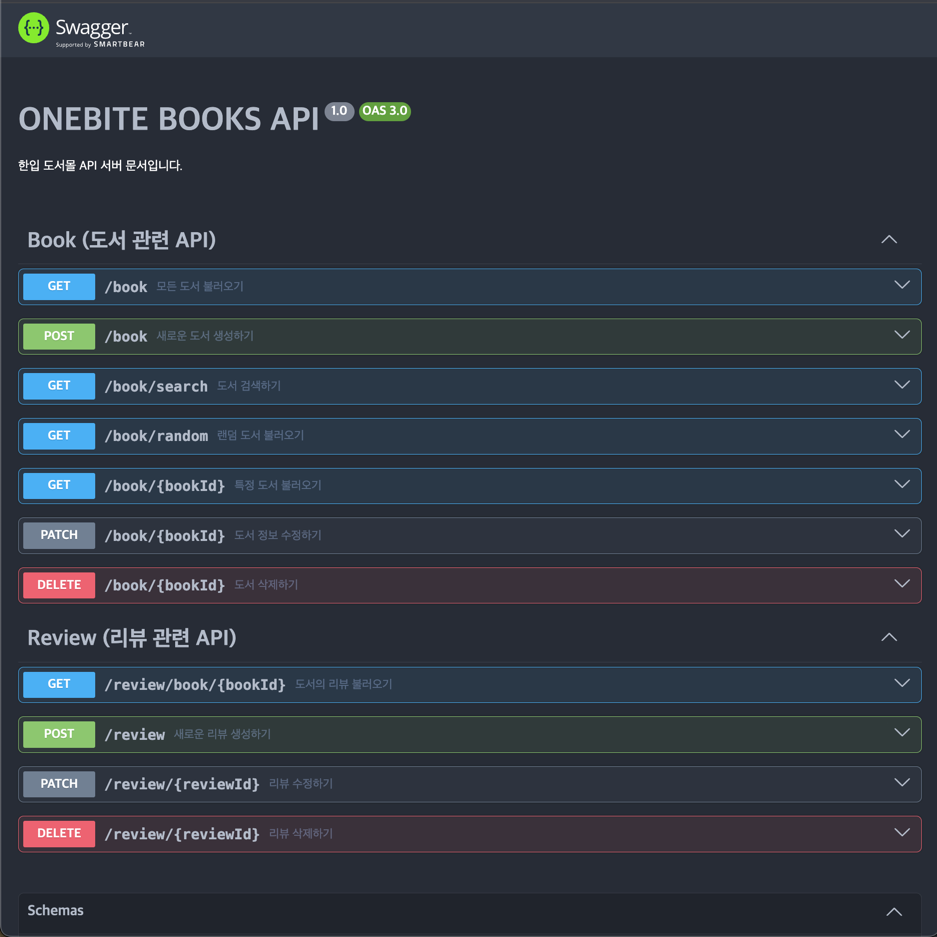 Swagger.
Supported by SMARTBEAR
ONEBITE BOOKS API 1.0 OAS 3.0
한입 도서몰 API 서버 문서입니다.
Book (도서 관련 API)
GET /book 모든 도서 불러오기
POST /book 새로운 도서 생성하기
GET /book/search 도서 검색하기
GET /book/random 랜덤 도서 불러오기
GET /book/{bookId} 특정 도서 불러오기
PATCH /book/{bookId} 도서 정보 수정하기
DELETE /book/{bookId} 도서 삭제하기
Review (리뷰 관련 API)
GET /review/book/{bookId} 도서의 리뷰 불러오기
POST /review 새로운 리뷰 생성하기
PATCH /review/{reviewId} 리뷰 수정하기
DELETE /review/{reviewId} 리뷰 삭제하기
Schemas